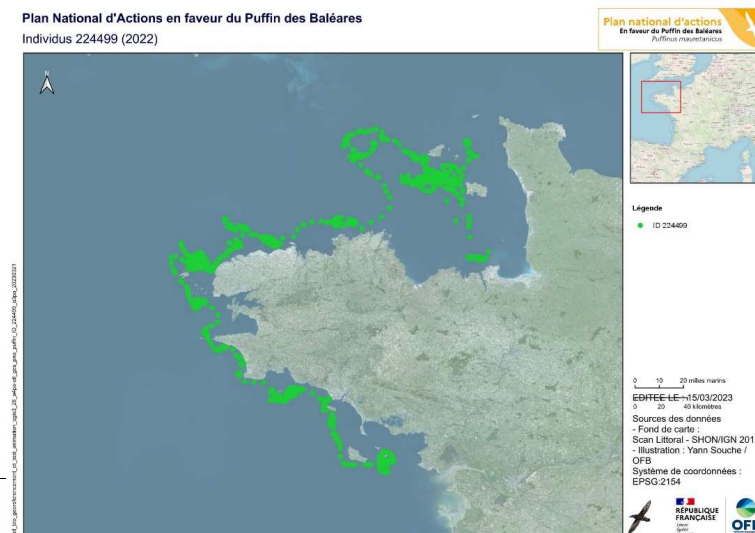 Plan National d'Actions en faveur du Puffin des Baléares
Individus 224499 (2022)
Plan national d'actions
En faveur du Puffin des Baléares
Puffinus mauretanicus
N
Légende
ID 224499
0 10 20 milles marins
EDITEE LE : 15/03/2023
0 20 40 kilomètres
Sources des données
- Fond de carte :
Scan Littoral - SHON/IGN 201
- Illustration : Yann Souche /
OFB
Système de coordonnées :
EPSG:2154
RÉPUBLIQUE
FRANÇAISE
OFB